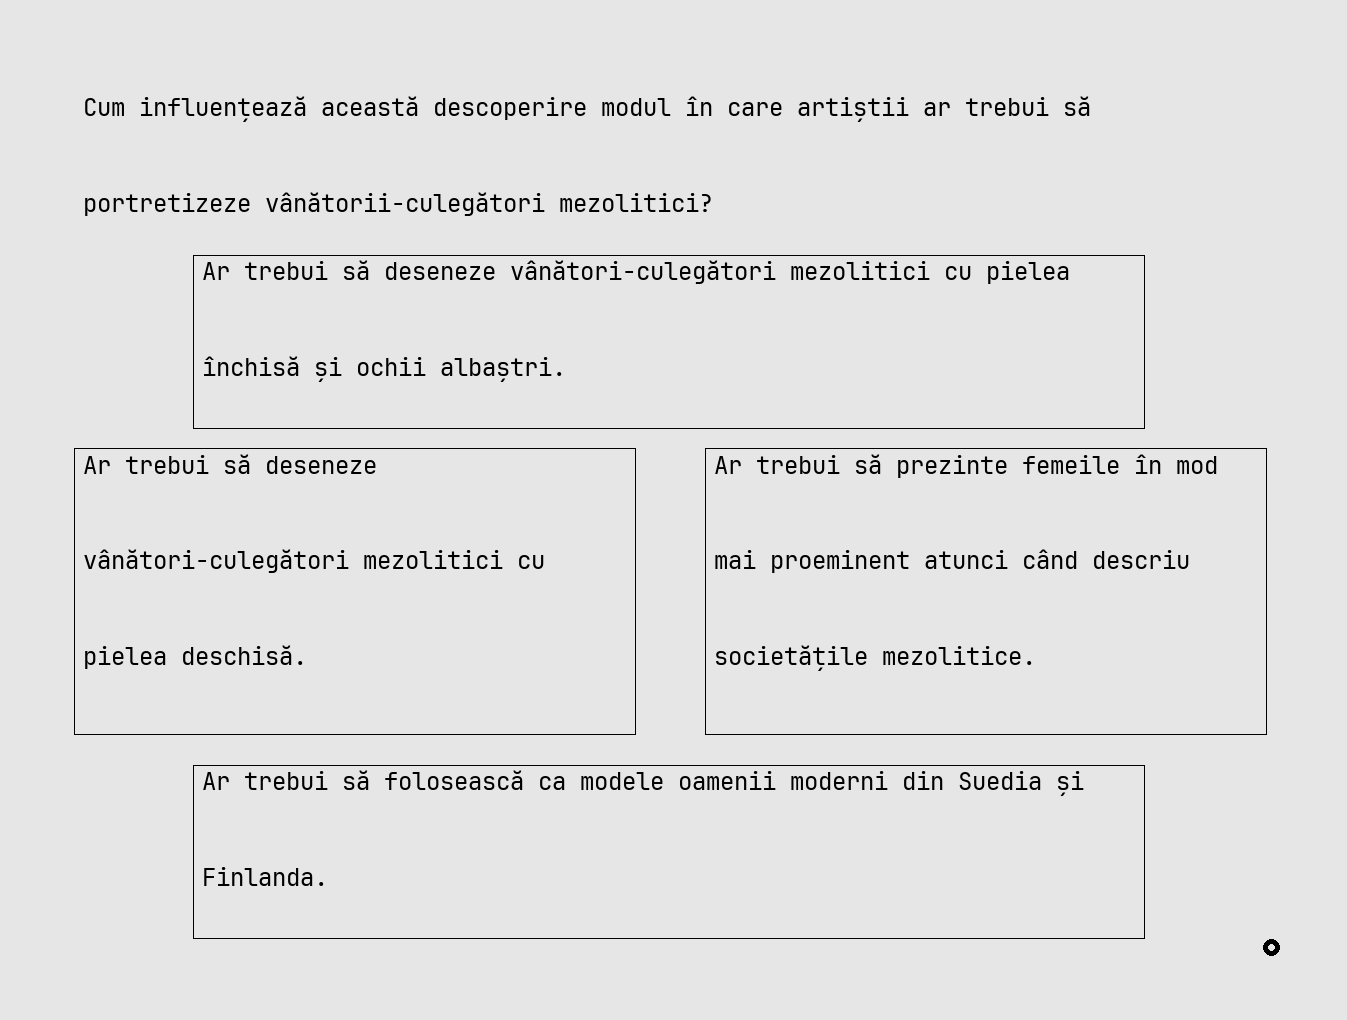 Cum influențează această descoperire modul în care artiștii ar trebui să
portretizeze vânătorii-culegători mezolitici?
Ar trebui să deseneze vânători-culegători mezolitici cu pielea
închisă și ochii albaștri.
Ar trebui să deseneze
vânători-culegători mezolitici cu
pielea deschisă.
Ar trebui să prezinte femeile în mod
mai proeminent atunci când descriu
societățile mezolitice.
Ar trebui să folosească ca modele oamenii moderni din Suedia și
Finlanda.